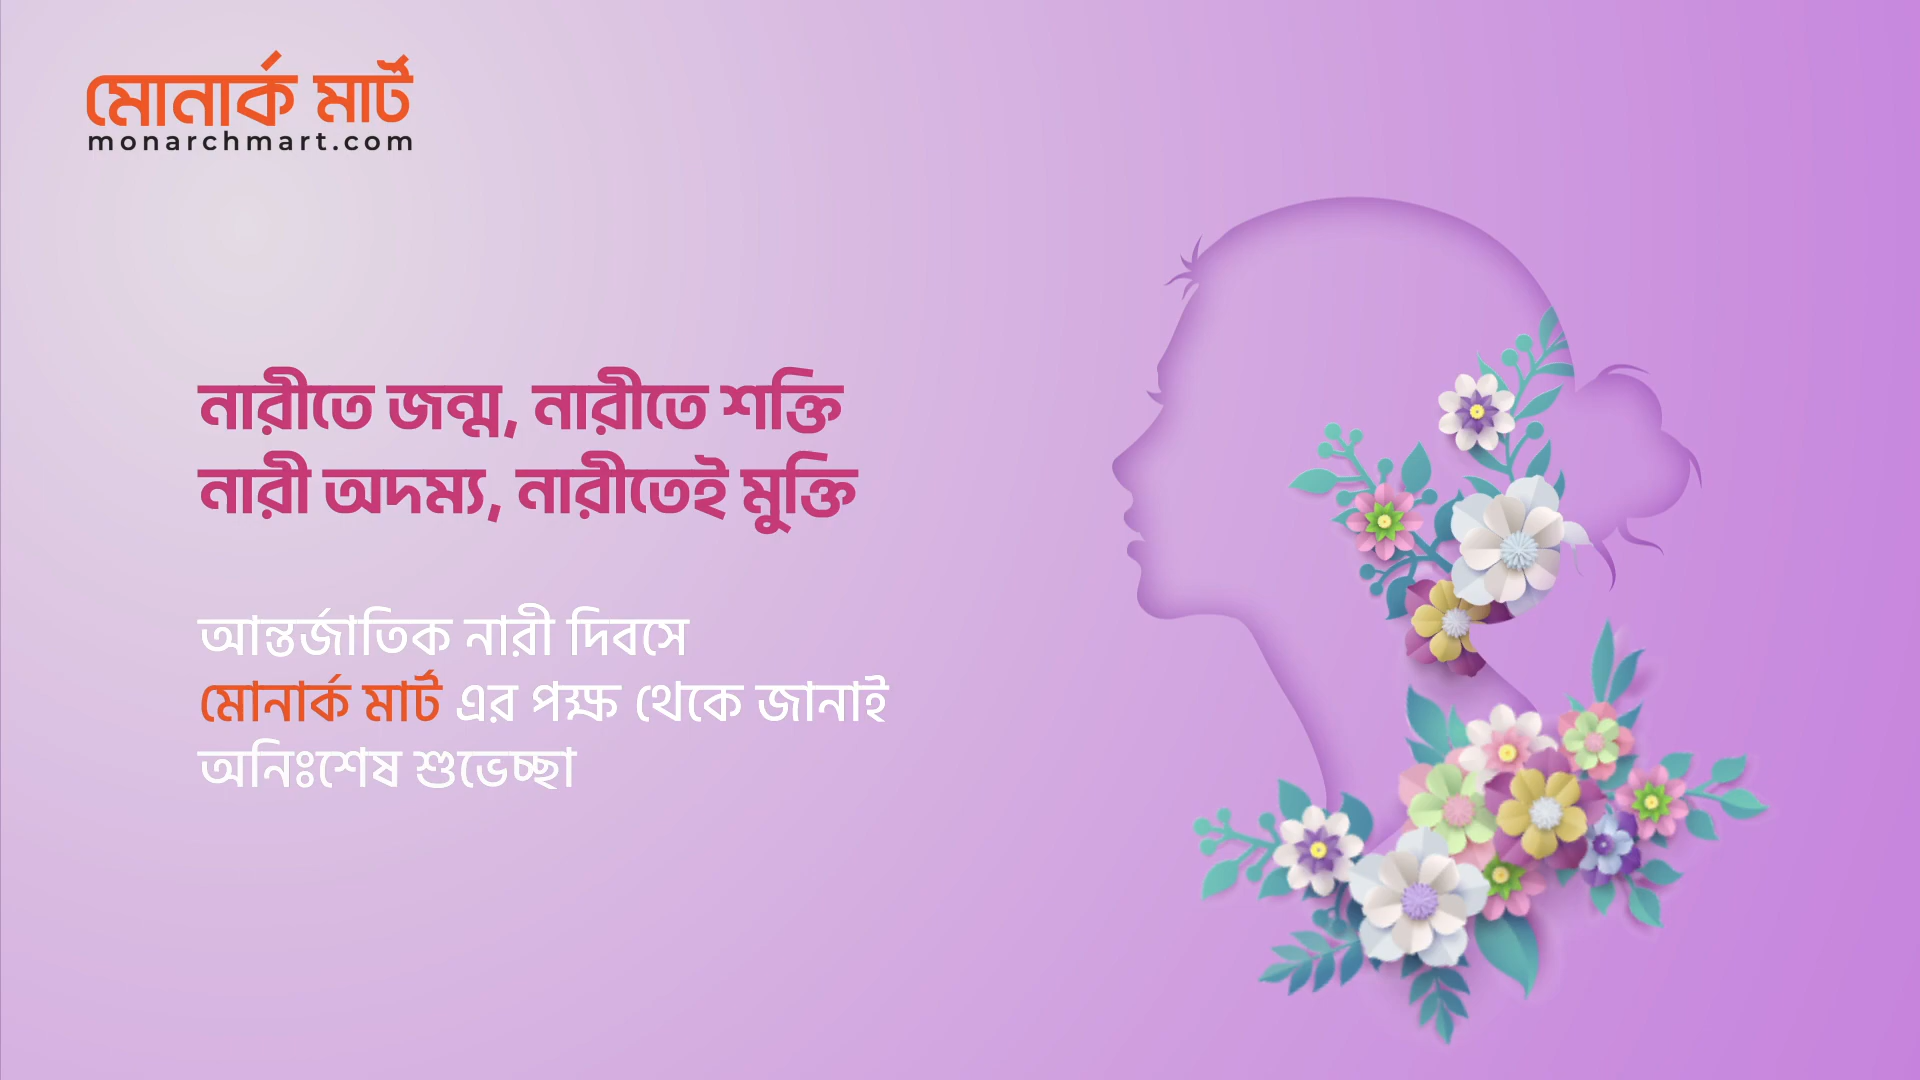 মোনার্ক মার্ট
monarchmart.com
নারীতে জন্ম, নারীতে শক্তি
নারী অদম্য, নারীতেই মুক্তি
আন্তর্জাতিক নারী দিবসে
মোনার্ক মার্ট এর পক্ষ থেকে জানাই
অনিঃশেষ শুভেচ্ছা